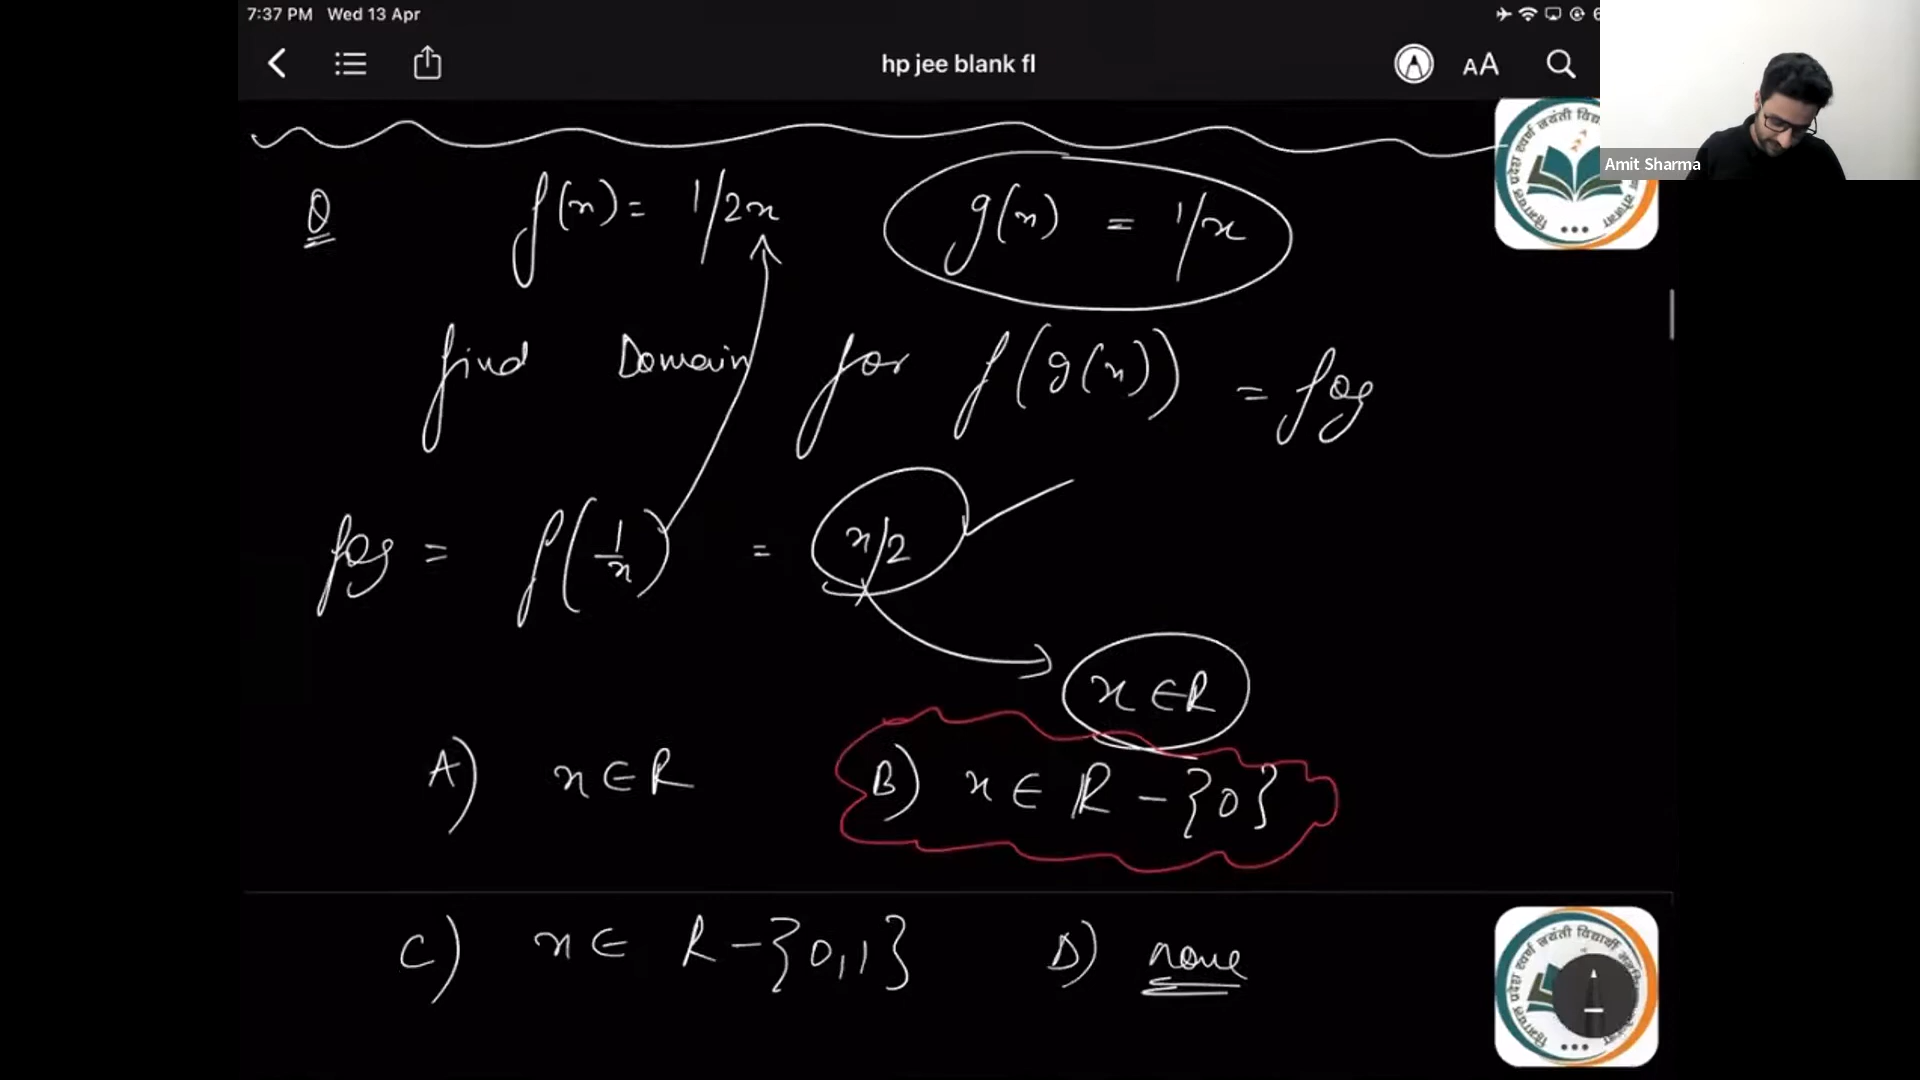 7:37 PM Wed 13 Apr
hp jee blank fl
AA
Amit Sharma
Q f(x) = 1/2x g(x) = 1/x
find Domain for f(g(x)) = fog
fog = f(1/x) = x/2
x ∈ R
A) x ∈ R B) x ∈ R - {0}
C) x ∈ R - {0,1} D) none